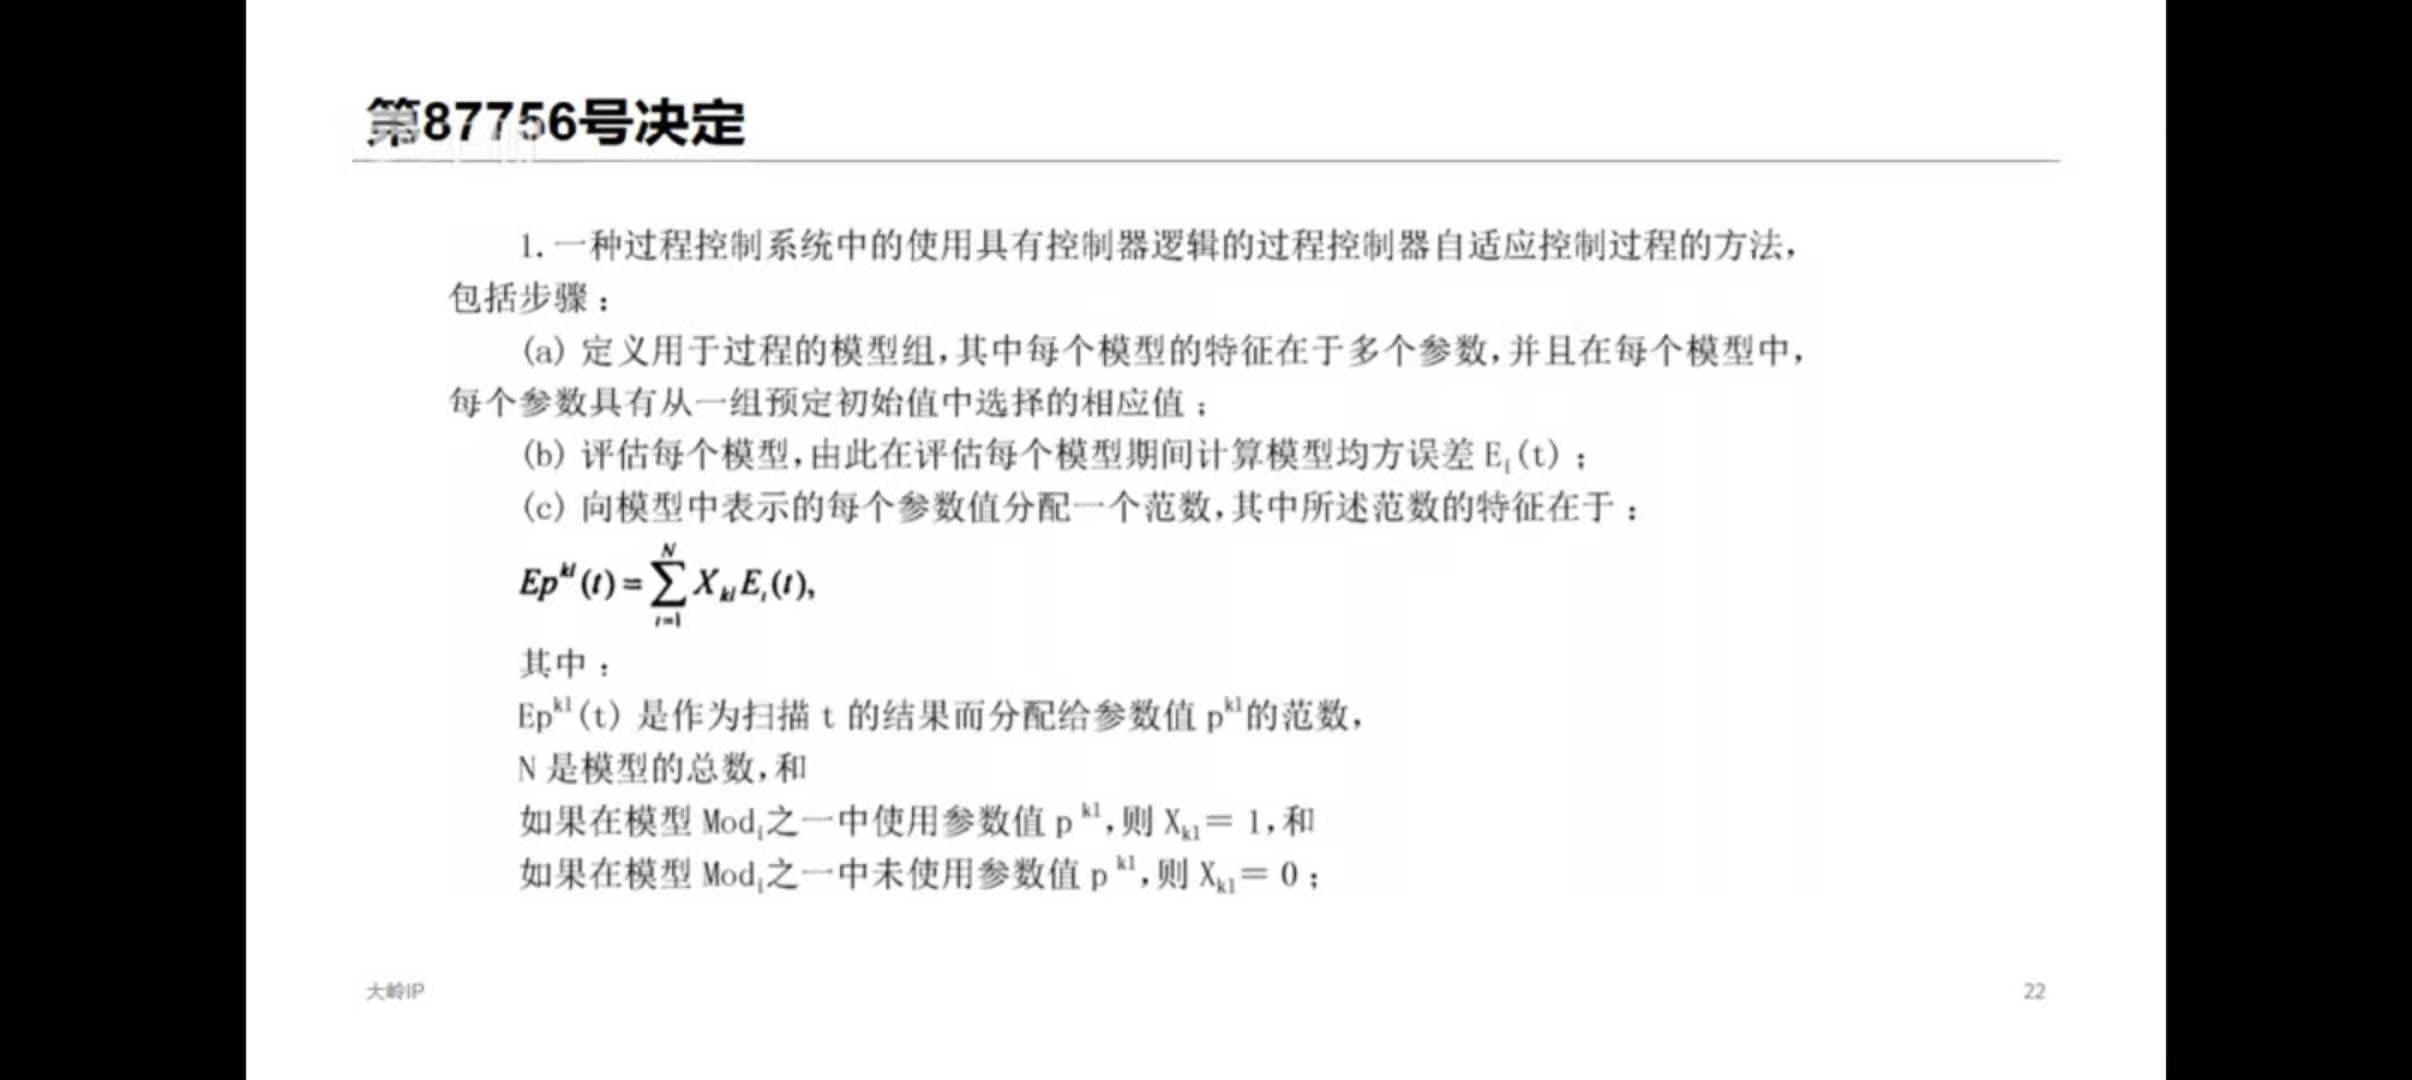 第87756号决定
1. 一种过程控制系统中的使用具有控制器逻辑的过程控制器自适应控制过程的方法，
包括步骤：
(a) 定义用于过程的模型组，其中每个模型的特征在于多个参数，并且在每个模型中，
每个参数具有从一组预定初始值中选择的相应值；
(b) 评估每个模型，由此在评估每个模型期间计算模型均方误差 Eᵢ(t)；
(c) 向模型中表示的每个参数值分配一个范数，其中所述范数的特征在于：
Ep^{kl}(t) = \sum_{i=1}^{N} X_{kl}E_i(t),
其中：
Ep^{kl}(t) 是作为扫描 t 的结果而分配给参数值 p^{kl}的范数，
N 是模型的总数，和
如果在模型 Modᵢ之一中使用参数值 p^{kl}，则 X_{kl}= 1，和
如果在模型 Modᵢ之一中未使用参数值 p^{kl}，则 X_{kl}= 0；
大岭IP
22